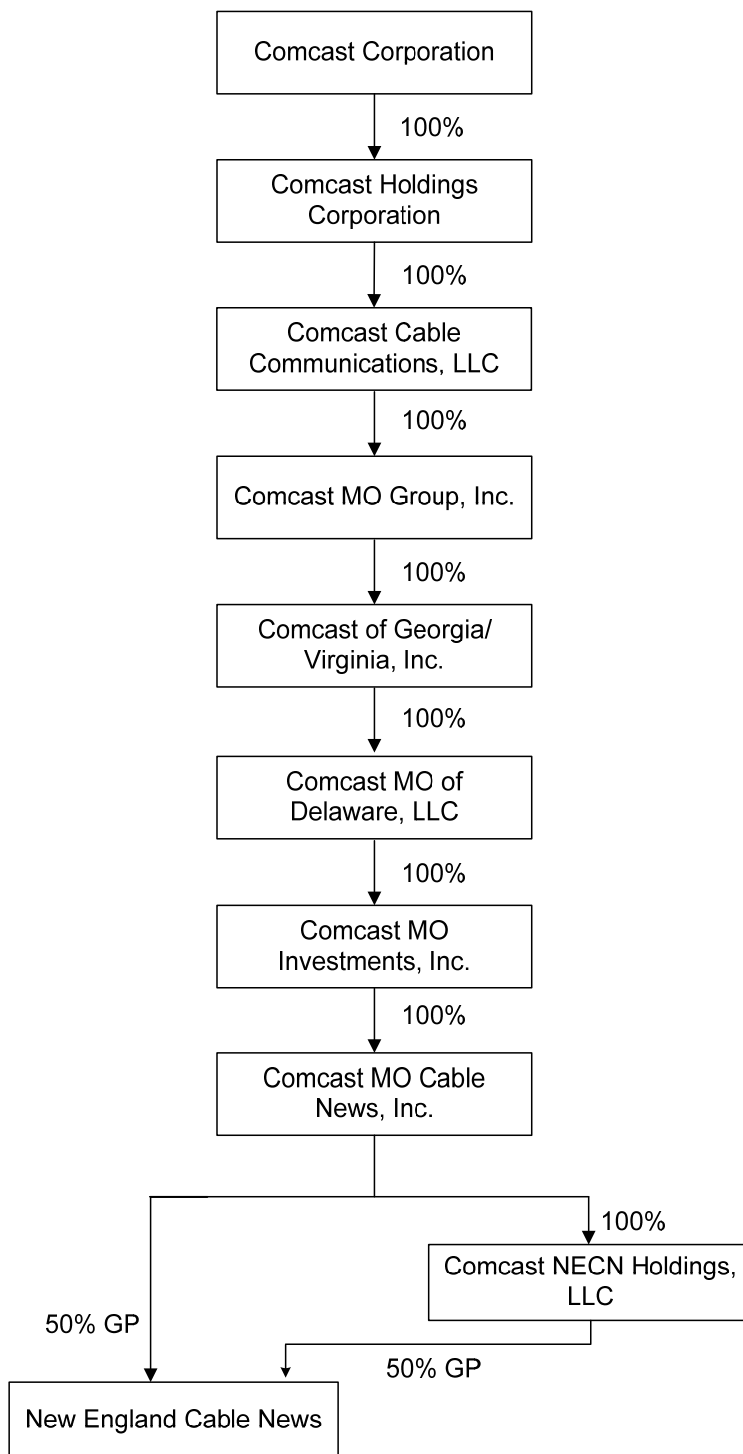 Comcast Corporation
100%
Comcast Holdings
Corporation
100%
Comcast Cable
Communications, LLC
100%
Comcast MO Group, Inc.
100%
Comcast of Georgia/
Virginia, Inc.
100%
Comcast MO of
Delaware, LLC
100%
Comcast MO
Investments, Inc.
100%
Comcast MO Cable
News, Inc.
100%
Comcast NECN Holdings,
LLC
50% GP
50% GP
New England Cable News